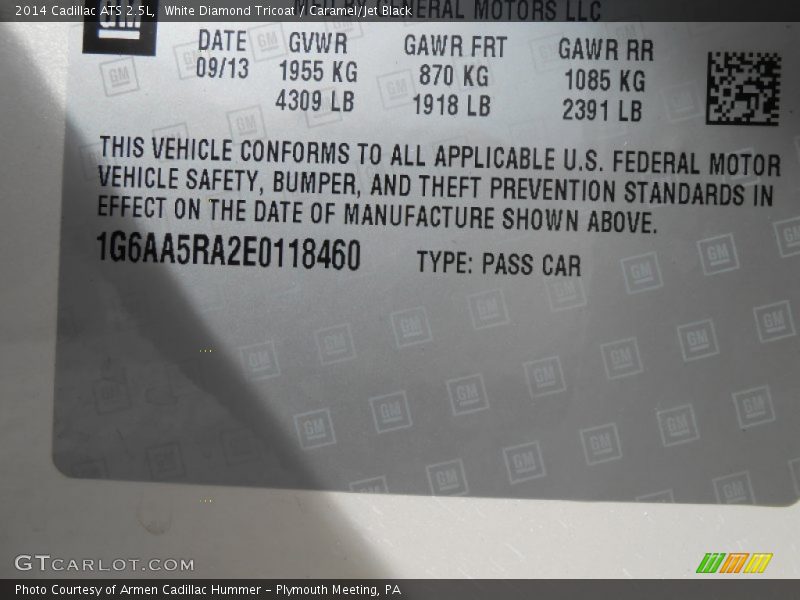 2014 Cadillac ATS 2.5L, White Diamond Tricoat / Caramel/Jet Black
GENERAL MOTORS LLC
GM
DATE GVWR GAWR FRT GAWR RR
09/13 1955 KG 870 KG 1085 KG
4309 LB 1918 LB 2391 LB
THIS VEHICLE CONFORMS TO ALL APPLICABLE U.S. FEDERAL MOTOR
VEHICLE SAFETY, BUMPER, AND THEFT PREVENTION STANDARDS IN
EFFECT ON THE DATE OF MANUFACTURE SHOWN ABOVE.
1G6AA5RA2E0118460 TYPE: PASS CAR
GTCARLOT.COM
Photo Courtesy of Armen Cadillac Hummer – Plymouth Meeting, PA